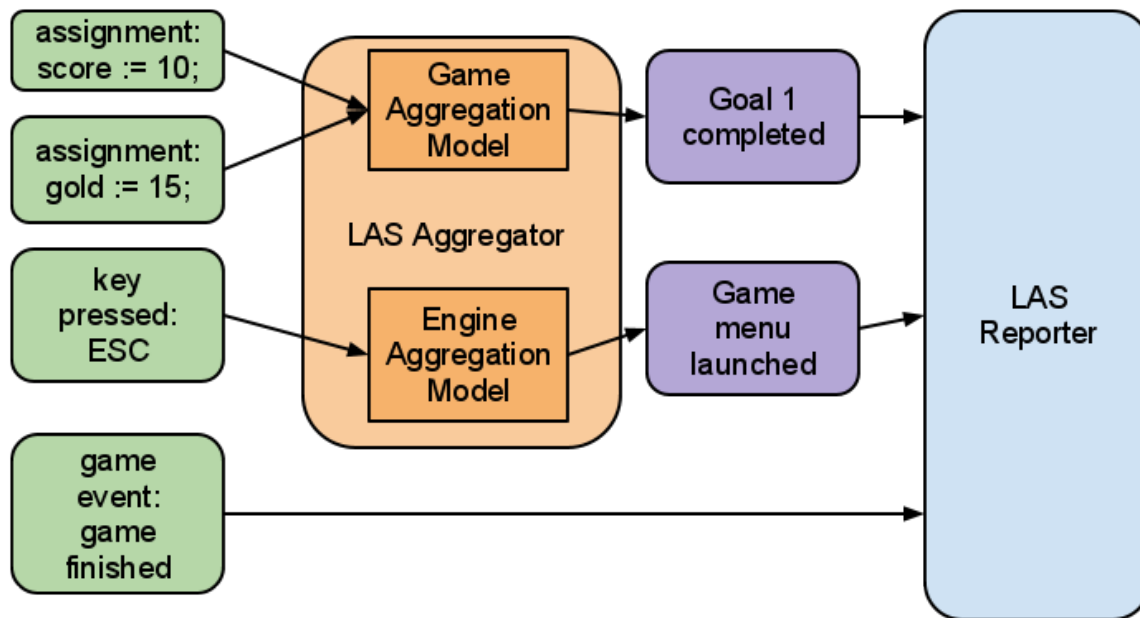 assignment:
score := 10;
assignment:
gold := 15;
key
pressed:
ESC
game
event:
game
finished
Game
Aggregation
Model
LAS Aggregator
Engine
Aggregation
Model
Goal 1
completed
Game
menu
launched
LAS
Reporter